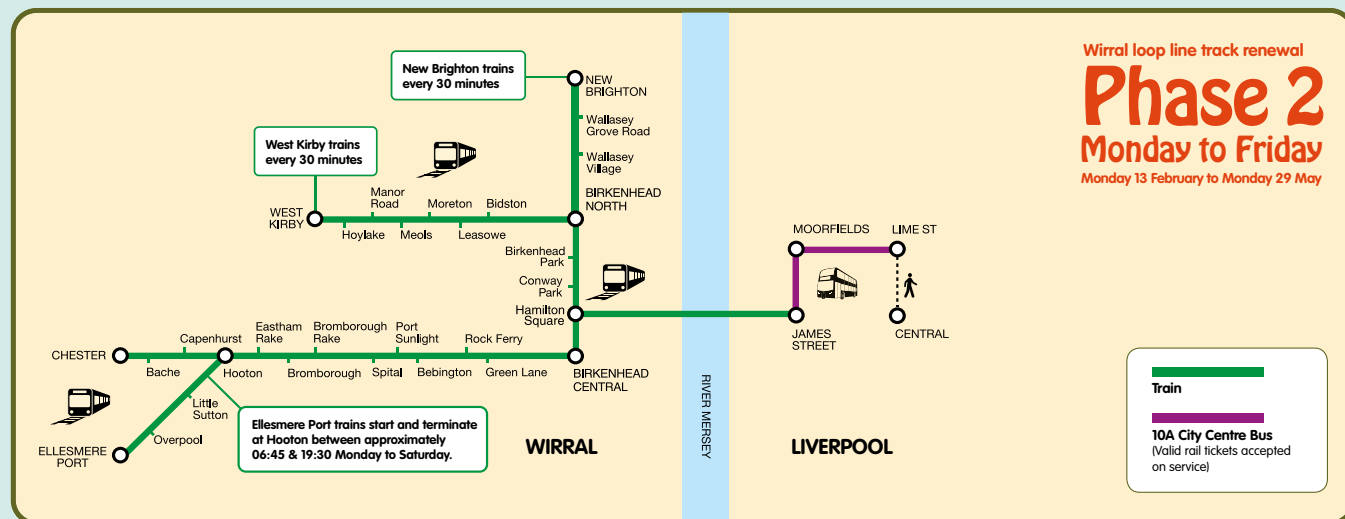 Wirral loop line track renewal
Phase 2
Monday to Friday
Monday 13 February to Monday 29 May
New Brighton trains
every 30 minutes
NEW
BRIGHTON
Wallasey
Grove Road
Wallasey
Village
West Kirby trains
every 30 minutes
BIRKENHEAD
NORTH
WEST
KIRBY
Manor
Road
Moreton
Bidston
Hoylake
Meols
Leasowe
Birkenhead
Park
Conway
Park
Hamilton
Square
MOORFIELDS
LIME ST
JAMES
STREET
CENTRAL
CHESTER
Capenhurst
Eastham
Rake
Bromborough
Rake
Port
Sunlight
Rock Ferry
Bache
Hooton
Bromborough
Spital
Bebington
Green Lane
BIRKENHEAD
CENTRAL
Little
Sutton
Overpool
ELLESMERE
PORT
Ellesmere Port trains start and terminate
at Hooton between approximately
06:45 & 19:30 Monday to Saturday.
WIRRAL
RIVER MERSEY
LIVERPOOL
Train
10A City Centre Bus
(Valid rail tickets accepted
on service)